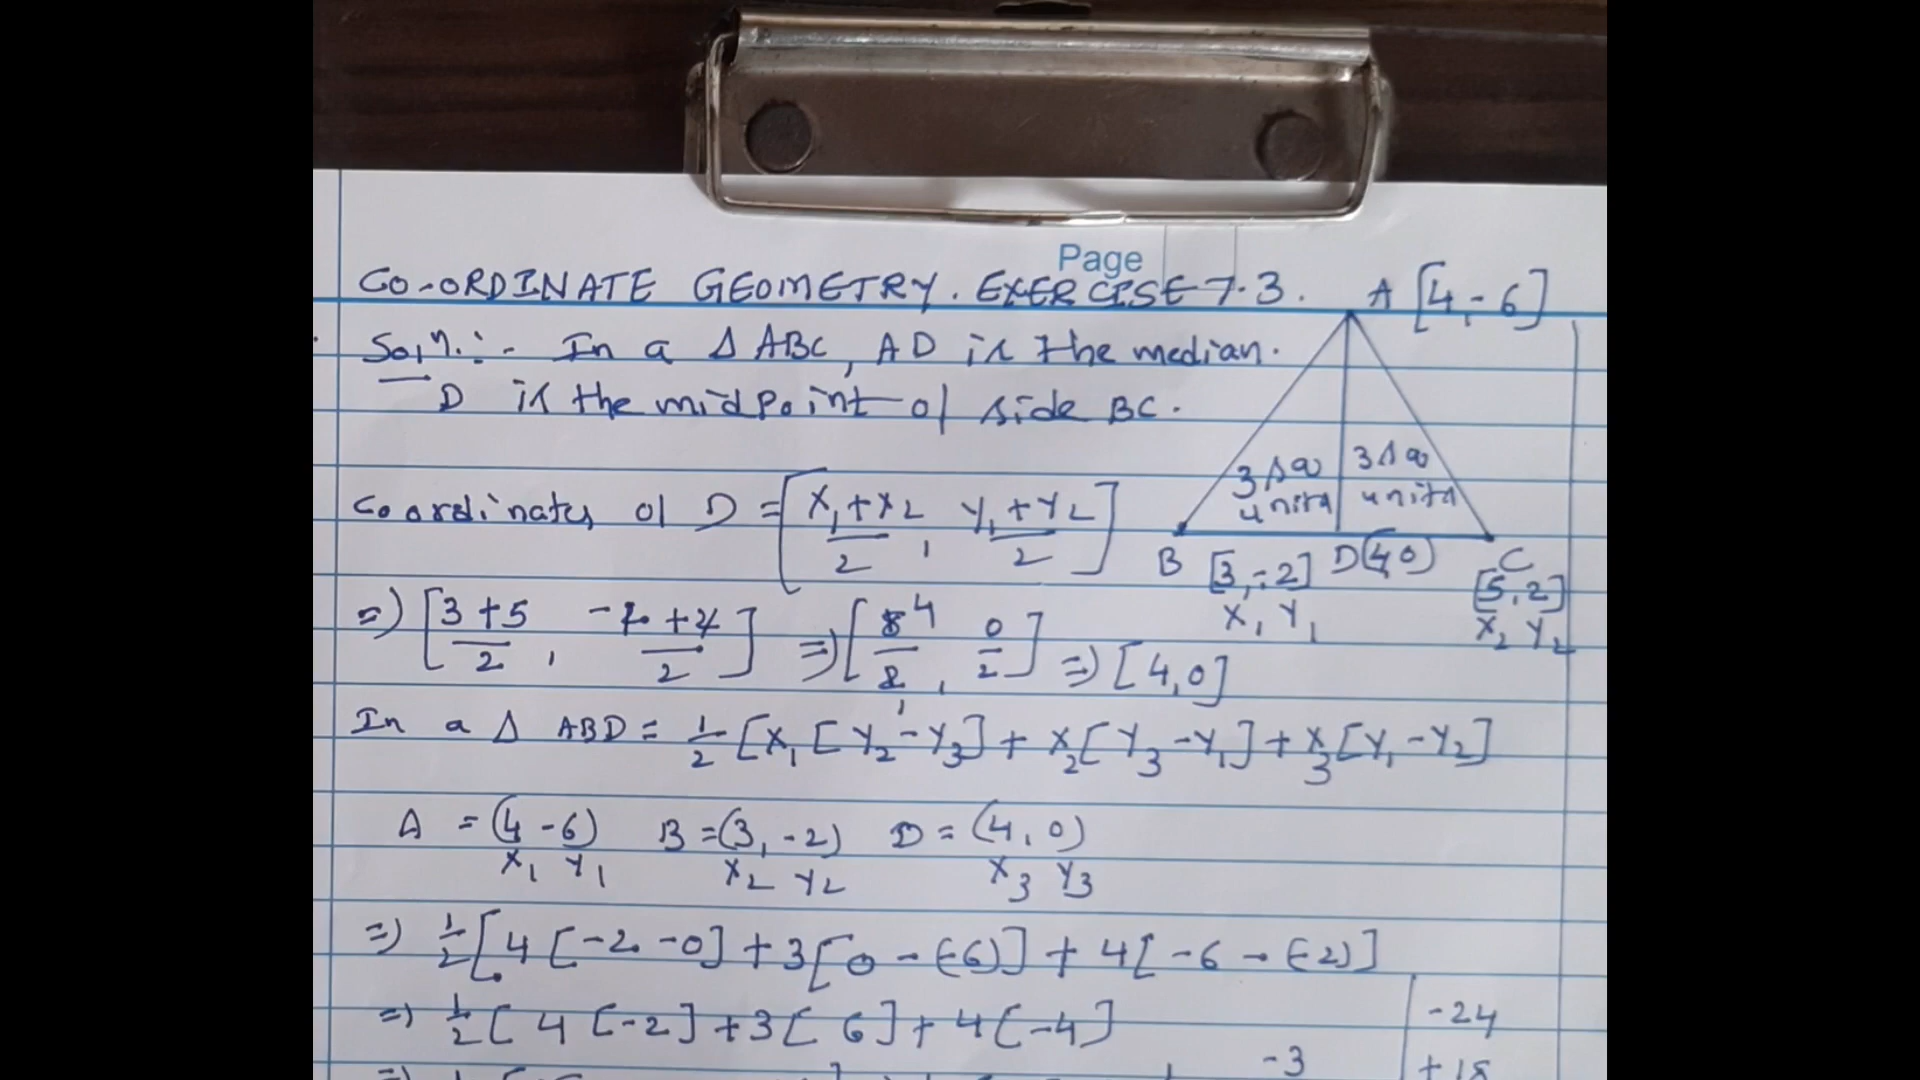 Page
CO-ORDINATE GEOMETRY. EXERCISE 7.3.
A [4, -6]
Soln:- In a Δ ABC, AD is the median.
D is the midpoint of side BC.
3 sq units
3 sq units
Coordinates of D = [X₁+X₂/2, Y₁+Y₂/2]
B [3, -2] D(4,0) C [5, 2]
X₁ Y₁ X₂ Y₂
=) [3+5/2, -2+2/2] => [8/2, 0/2] => [4,0]
4
1
In a Δ ABD = 1/2 [X₁[Y₂-Y₃] + X₂[Y₃-Y₁] + X₃[Y₁-Y₂]
A = (4 -6) B = (3, -2) D = (4, 0)
X₁ Y₁ X₂ Y₂ X₃ Y₃
=) 1/2 [4 [-2 -0] + 3[0 - (-6)] + 4[-6 - (-2)]
=) 1/2 [4 [-2] + 3[6] + 4[-4]
-24
-3
+18